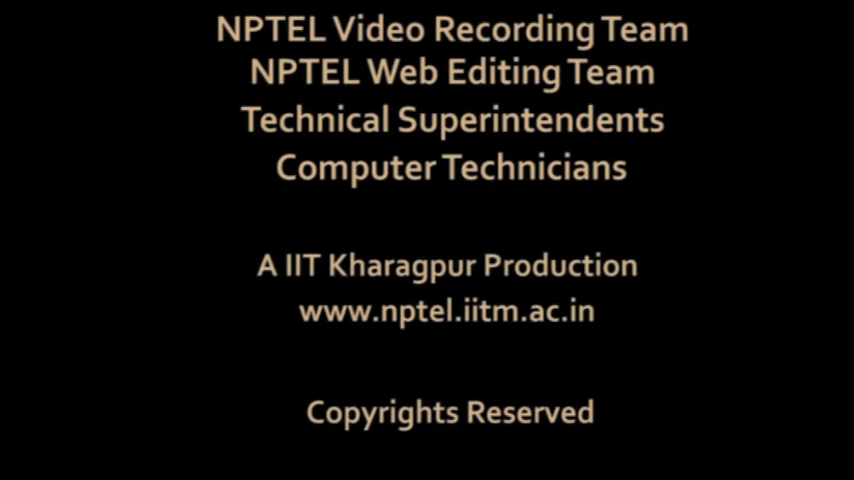 NPTEL Video Recording Team
NPTEL Web Editing Team
Technical Superintendents
Computer Technicians
A IIT Kharagpur Production
www.nptel.iitm.ac.in
Copyrights Reserved